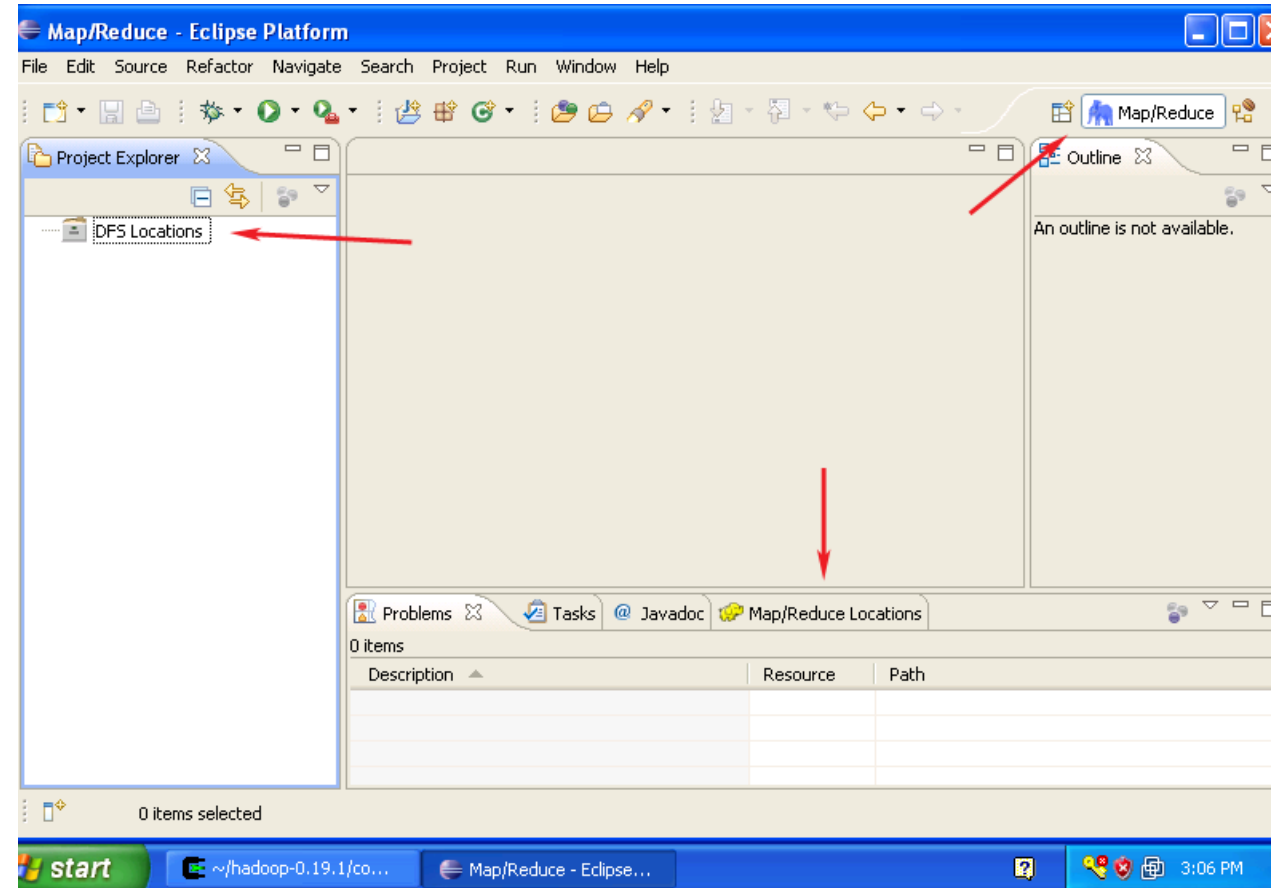 Map/Reduce - Eclipse Platform
File Edit Source Refactor Navigate Search Project Run Window Help
Map/Reduce
Project Explorer
Outline
DFS Locations
An outline is not available.
Problems Tasks @ Javadoc Map/Reduce Locations
0 items
Description Resource Path
0 items selected
start ~/hadoop-0.19.1/co... Map/Reduce - Eclipse... 3:06 PM